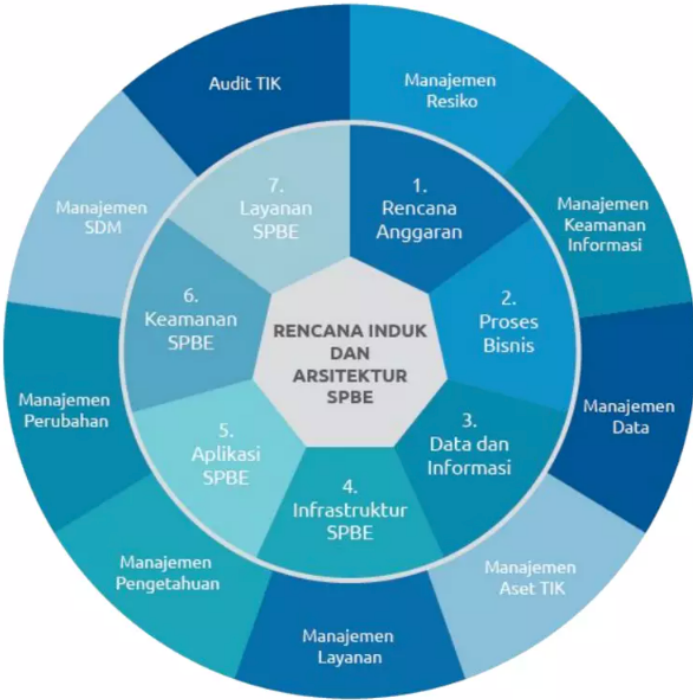 Audit TIK
Manajemen
Resiko
Manajemen
Keamanan
Informasi
Manajemen
Data
Manajemen
Aset TIK
Manajemen
Layanan
Manajemen
Pengetahuan
Manajemen
Perubahan
Manajemen
SDM
1.
Rencana
Anggaran
2.
Proses
Bisnis
3.
Data dan
Informasi
4.
Infrastruktur
SPBE
5.
Aplikasi
SPBE
6.
Keamanan
SPBE
7.
Layanan
SPBE
RENCANA INDUK
DAN
ARSITEKTUR
SPBE